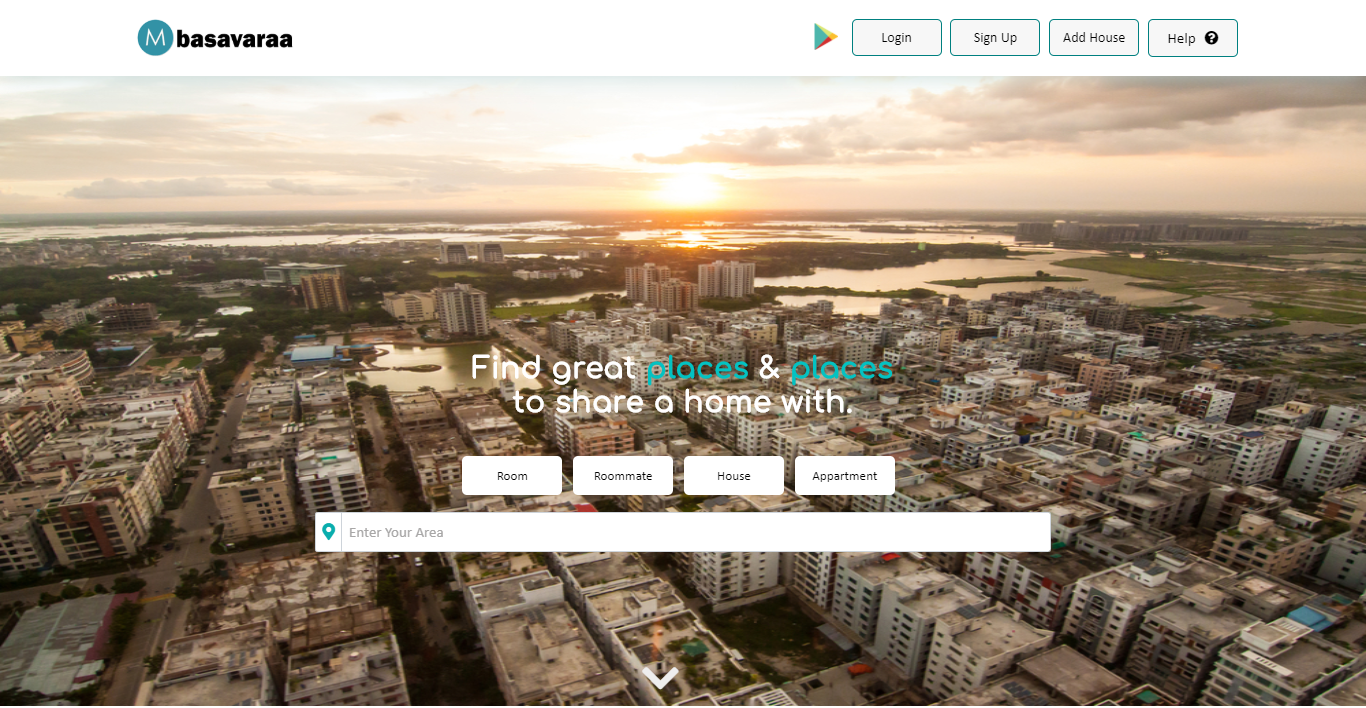 M basavaraa
Login
Sign Up
Add House
Help
Find great places & places
to share a home with.
Room
Roommate
House
Appartment
Enter Your Area